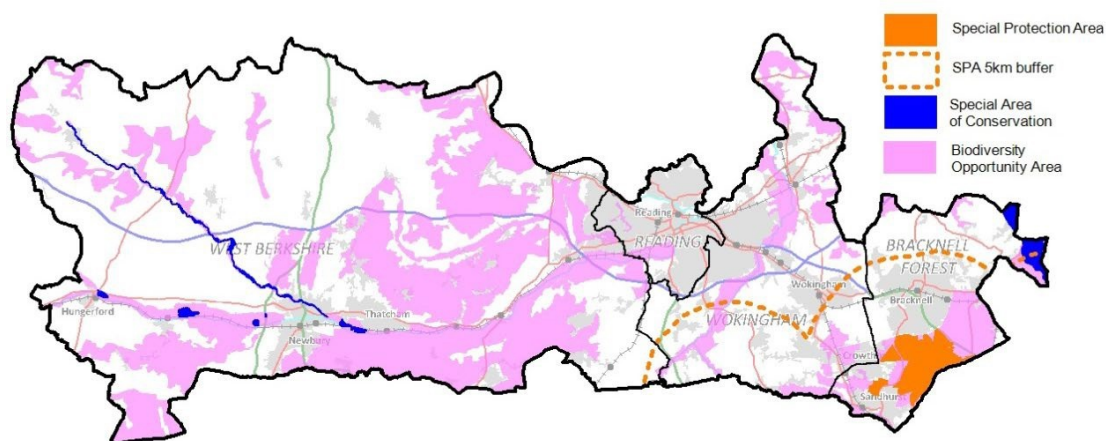 Special Protection Area
SPA 5km buffer
Special Area
of Conservation
Biodiversity
Opportunity Area
Reading
WEST BERKSHIRE
READING
BRACKNELL
FOREST
Hungerford
Thatcham
Wokingham
Bracknell
Newbury
WOKINGHAM
Crowth
Sandhurst